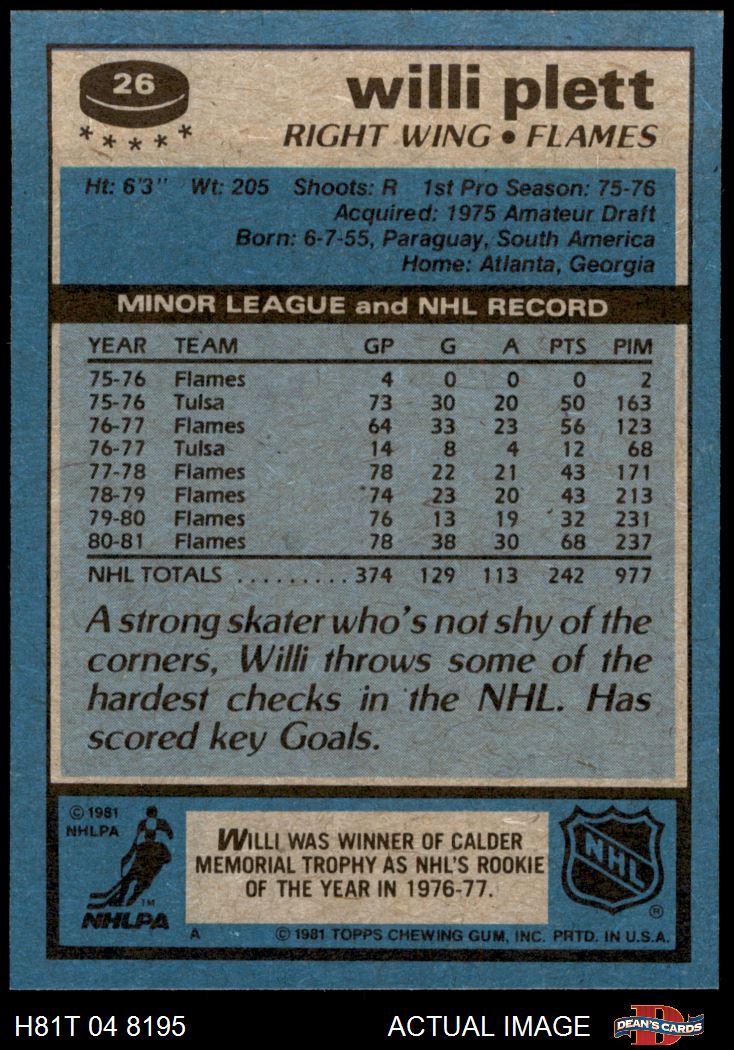 26
willi plett
RIGHT WING • FLAMES
Ht: 6'3" Wt: 205 Shoots: R 1st Pro Season: 75-76
Acquired: 1975 Amateur Draft
Born: 6-7-55, Paraguay, South America
Home: Atlanta, Georgia
MINOR LEAGUE and NHL RECORD
YEAR TEAM GP G A PTS PIM
75-76 Flames 4 0 0 0 2
75-76 Tulsa 73 30 20 50 163
76-77 Flames 64 33 23 56 123
76-77 Tulsa 14 8 4 12 68
77-78 Flames 78 22 21 43 171
78-79 Flames 74 23 20 43 213
79-80 Flames 76 13 19 32 231
80-81 Flames 78 38 30 68 237
NHL TOTALS ......... 374 129 113 242 977
A strong skater who's not shy of the
corners, Willi throws some of the
hardest checks in the NHL. Has
scored key Goals.
© 1981
NHLPA
TM
NHLPA
WILLI WAS WINNER OF CALDER
MEMORIAL TROPHY AS NHL'S ROOKIE
OF THE YEAR IN 1976-77.
NHL
®
A © 1981 TOPPS CHEWING GUM, INC. PRTD. IN U.S.A.
H81T 04 8195 ACTUAL IMAGE
D
DEAN'S CARDS